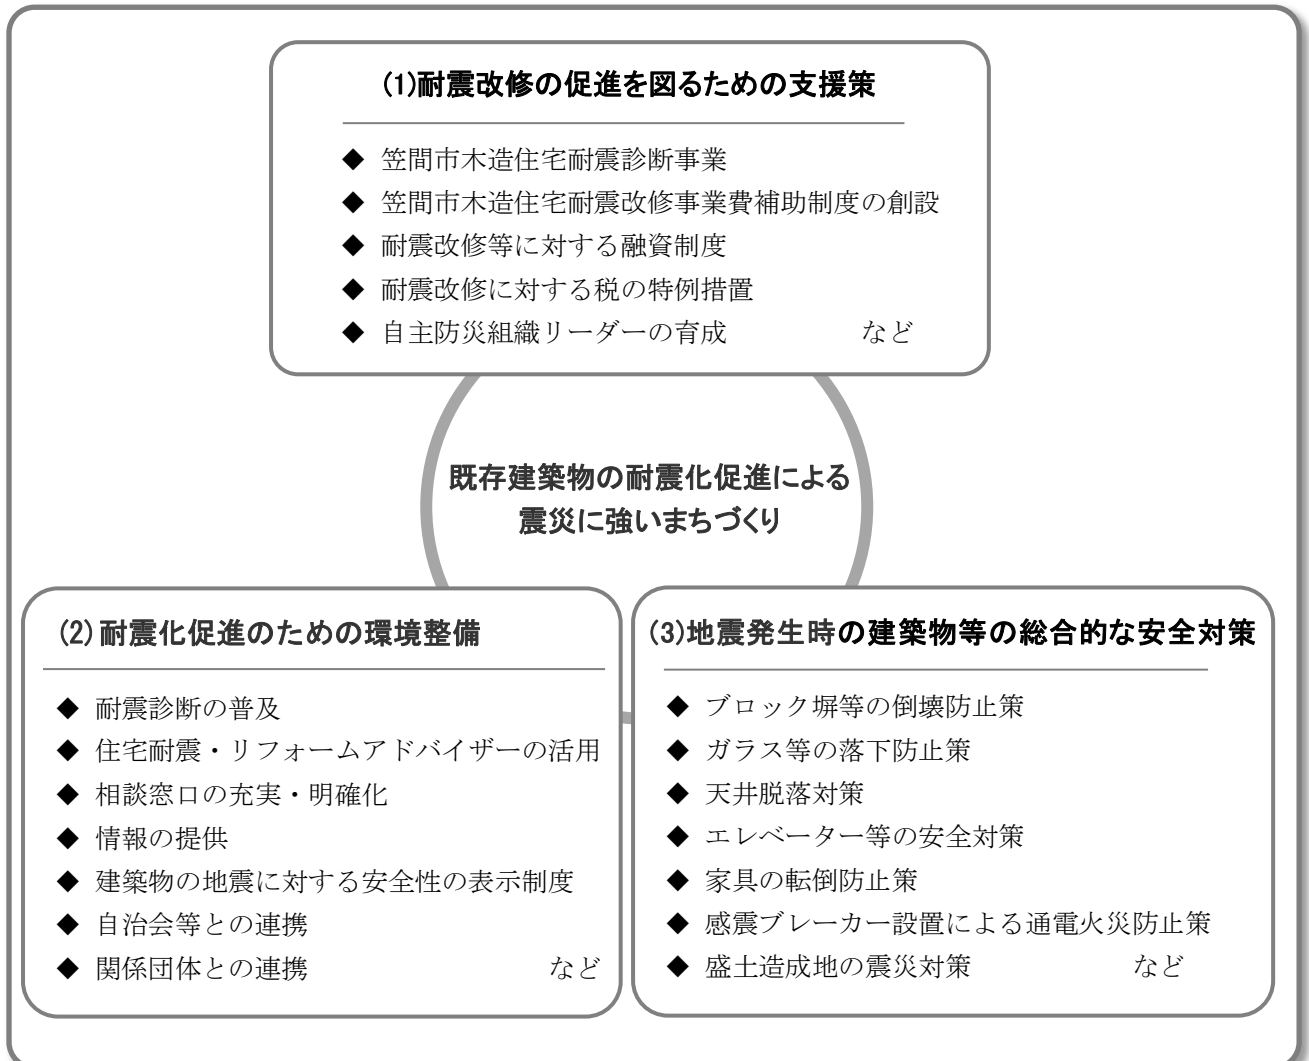 (1)耐震改修の促進を図るための支援策
◆ 笠間市木造住宅耐震診断事業
◆ 笠間市木造住宅耐震改修事業費補助制度の創設
◆ 耐震改修等に対する融資制度
◆ 耐震改修に対する税の特例措置
◆ 自主防災組織リーダーの育成 など
既存建築物の耐震化促進による
震災に強いまちづくり
(2)耐震化促進のための環境整備
◆ 耐震診断の普及
◆ 住宅耐震・リフォームアドバイザーの活用
◆ 相談窓口の充実・明確化
◆ 情報の提供
◆ 建築物の地震に対する安全性の表示制度
◆ 自治会等との連携
◆ 関係団体との連携 など
(3)地震発生時の建築物等の総合的な安全対策
◆ ブロック塀等の倒壊防止策
◆ ガラス等の落下防止策
◆ 天井脱落対策
◆ エレベーター等の安全対策
◆ 家具の転倒防止策
◆ 感震ブレーカー設置による通電火災防止策
◆ 盛土造成地の震災対策 など